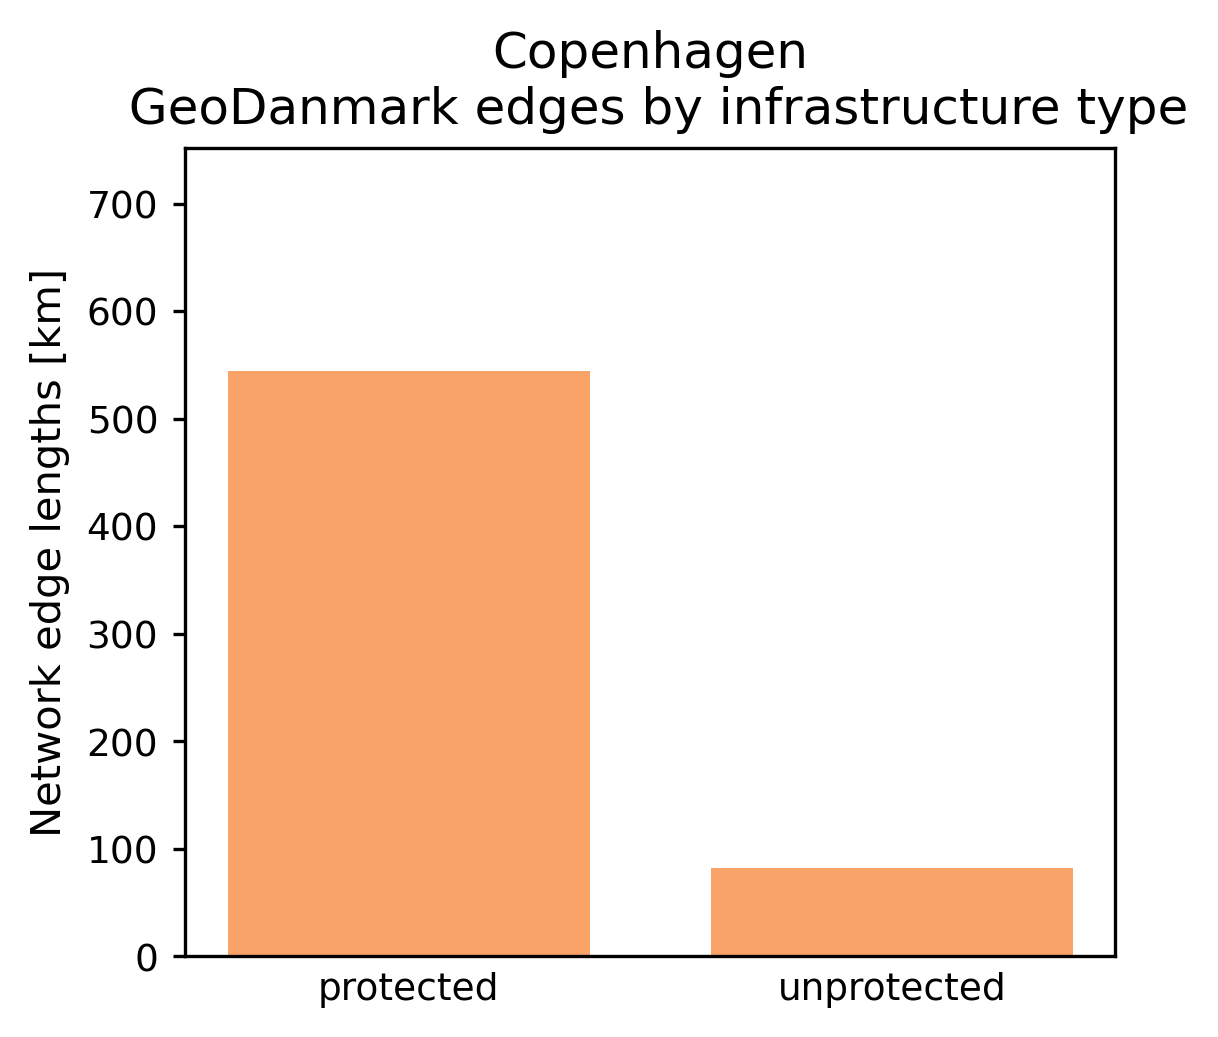 Copenhagen
GeoDanmark edges by infrastructure type
Network edge lengths [km]
700
600
500
400
300
200
100
0
protected
unprotected